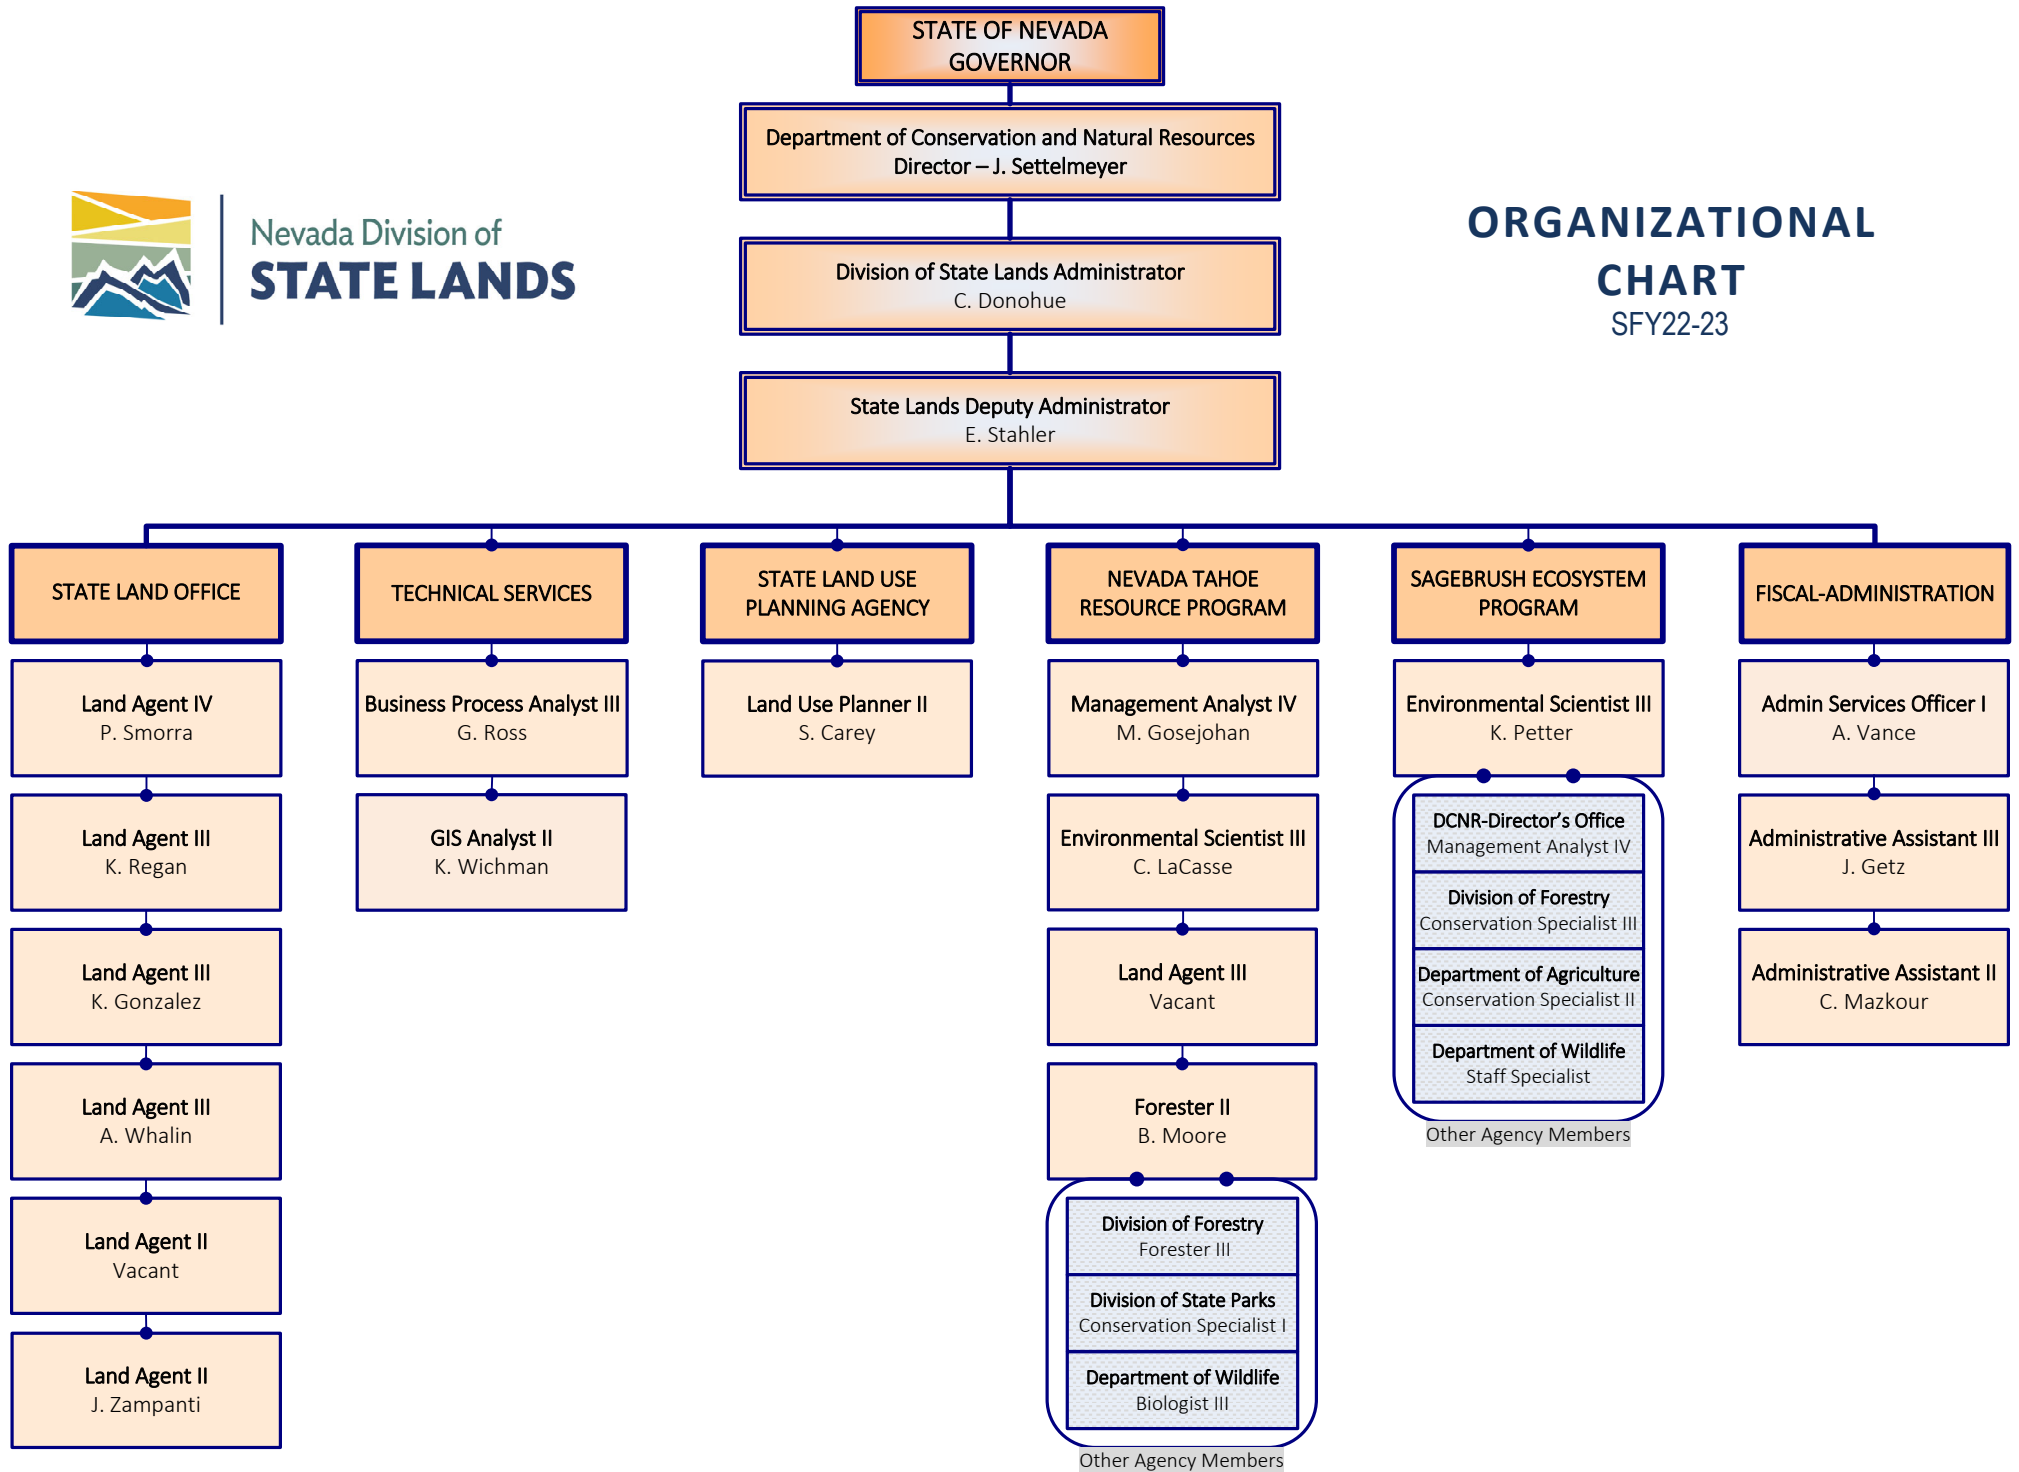 STATE OF NEVADA
GOVERNOR
Department of Conservation and Natural Resources
Director – J. Settelmeyer
Nevada Division of
STATE LANDS
ORGANIZATIONAL
CHART
SFY22-23
Division of State Lands Administrator
C. Donohue
State Lands Deputy Administrator
E. Stahler
STATE LAND OFFICE
Land Agent IV
P. Smorra
Land Agent III
K. Regan
Land Agent III
K. Gonzalez
Land Agent III
A. Whalin
Land Agent II
Vacant
Land Agent II
J. Zampanti
TECHNICAL SERVICES
Business Process Analyst III
G. Ross
GIS Analyst II
K. Wichman
STATE LAND USE
PLANNING AGENCY
Land Use Planner II
S. Carey
NEVADA TAHOE
RESOURCE PROGRAM
Management Analyst IV
M. Gosejohan
Environmental Scientist III
C. LaCasse
Land Agent III
Vacant
Forester II
B. Moore
Division of Forestry
Forester III
Division of State Parks
Conservation Specialist I
Department of Wildlife
Biologist III
Other Agency Members
SAGEBRUSH ECOSYSTEM
PROGRAM
Environmental Scientist III
K. Petter
DCNR-Director's Office
Management Analyst IV
Division of Forestry
Conservation Specialist III
Department of Agriculture
Conservation Specialist II
Department of Wildlife
Staff Specialist
Other Agency Members
FISCAL-ADMINISTRATION
Admin Services Officer I
A. Vance
Administrative Assistant III
J. Getz
Administrative Assistant II
C. Mazkour